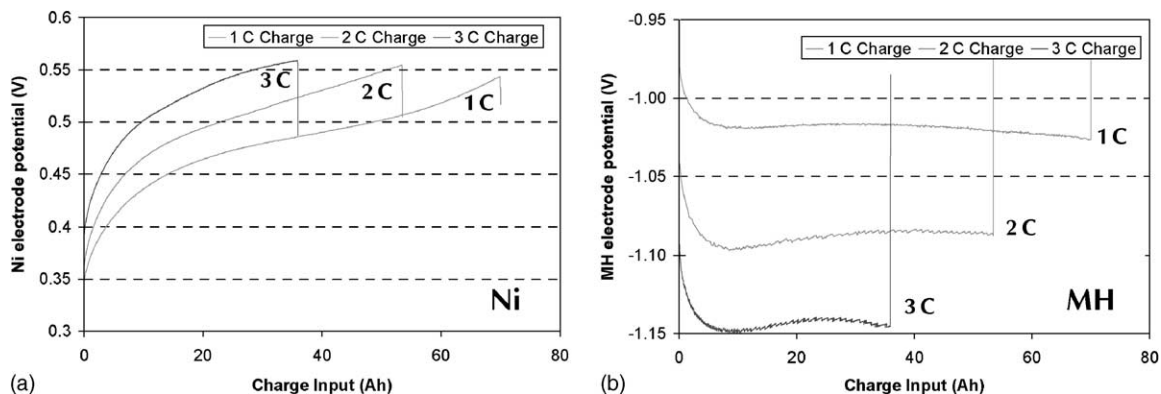 0.6
0.55
0.5
0.45
0.4
0.35
0.3
Ni electrode potential (V)
1 C Charge 2 C Charge 3 C Charge
3 C
2 C
1 C
Ni
0 20 40 60 80
Charge Input (Ah)
(a)
-0.95
-1.00
-1.05
-1.10
-1.15
MH electrode potential (V)
1 C Charge 2 C Charge 3 C Charge
1 C
2 C
3 C
MH
0 20 40 60 80
Charge Input (Ah)
(b)